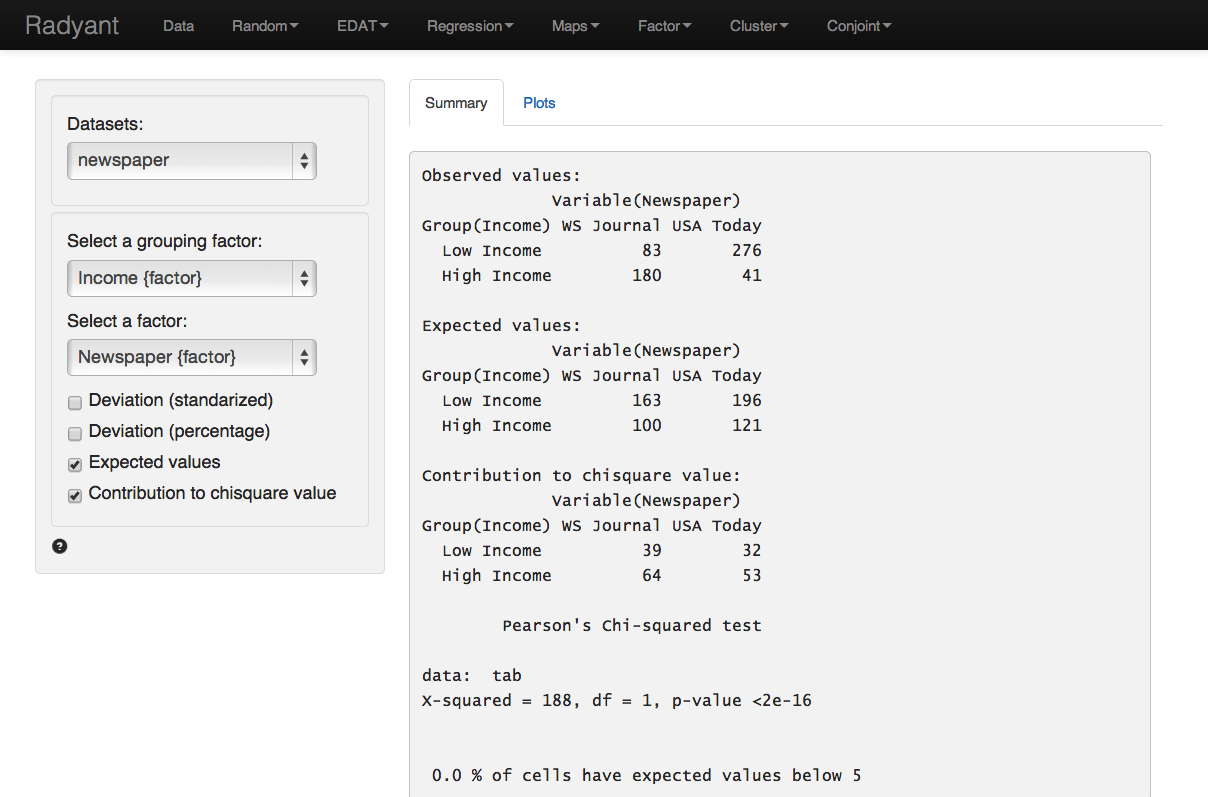 Radyant Data Random EDAT Regression Maps Factor Cluster Conjoint
Datasets:
newspaper
Select a grouping factor:
Income {factor}
Select a factor:
Newspaper {factor}
Deviation (standarized)
Deviation (percentage)
Expected values
Contribution to chisquare value
?
Summary Plots
Observed values:
Variable(Newspaper)
Group(Income) WS Journal USA Today
Low Income 83 276
High Income 180 41
Expected values:
Variable(Newspaper)
Group(Income) WS Journal USA Today
Low Income 163 196
High Income 100 121
Contribution to chisquare value:
Variable(Newspaper)
Group(Income) WS Journal USA Today
Low Income 39 32
High Income 64 53
Pearson's Chi-squared test
data: tab
X-squared = 188, df = 1, p-value <2e-16
0.0 % of cells have expected values below 5